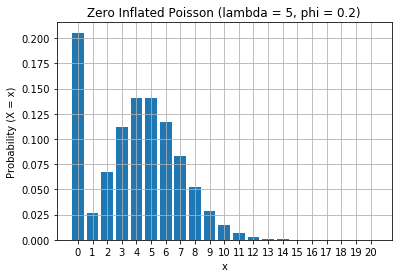 Zero Inflated Poisson (lambda = 5, phi = 0.2)
0.200
0.175
0.150
0.125
0.100
0.075
0.050
0.025
0.000
Probability (X = x)
0 1 2 3 4 5 6 7 8 9 10 11 12 13 14 15 16 17 18 19 20
x